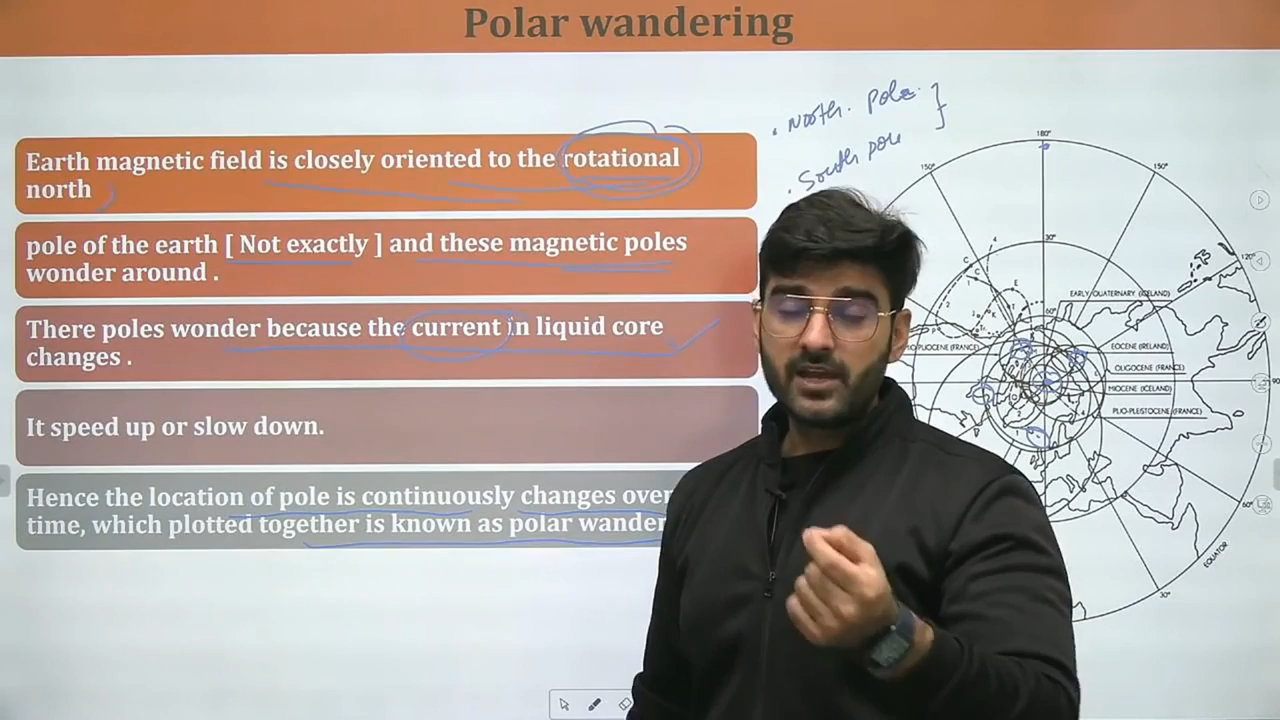 Polar wandering
Earth magnetic field is closely oriented to the rotational
north
pole of the earth [ Not exactly ] and these magnetic poles
wonder around .
There poles wonder because the current in liquid core
changes .
It speed up or slow down.
Hence the location of pole is continuously changes over
time, which plotted together is known as polar wander
• North. Pole
• South pole
180°
150°
150°
120°
30°
60°
EARLY QUATERNARY (ICELAND)
PLIOCENE (FRANCE)
EOCENE (IRELAND)
OLIGOCENE (FRANCE)
MIOCENE (ICELAND)
PLIO-PLEISTOCENE (FRANCE)
90
60°
EQUATOR
30°